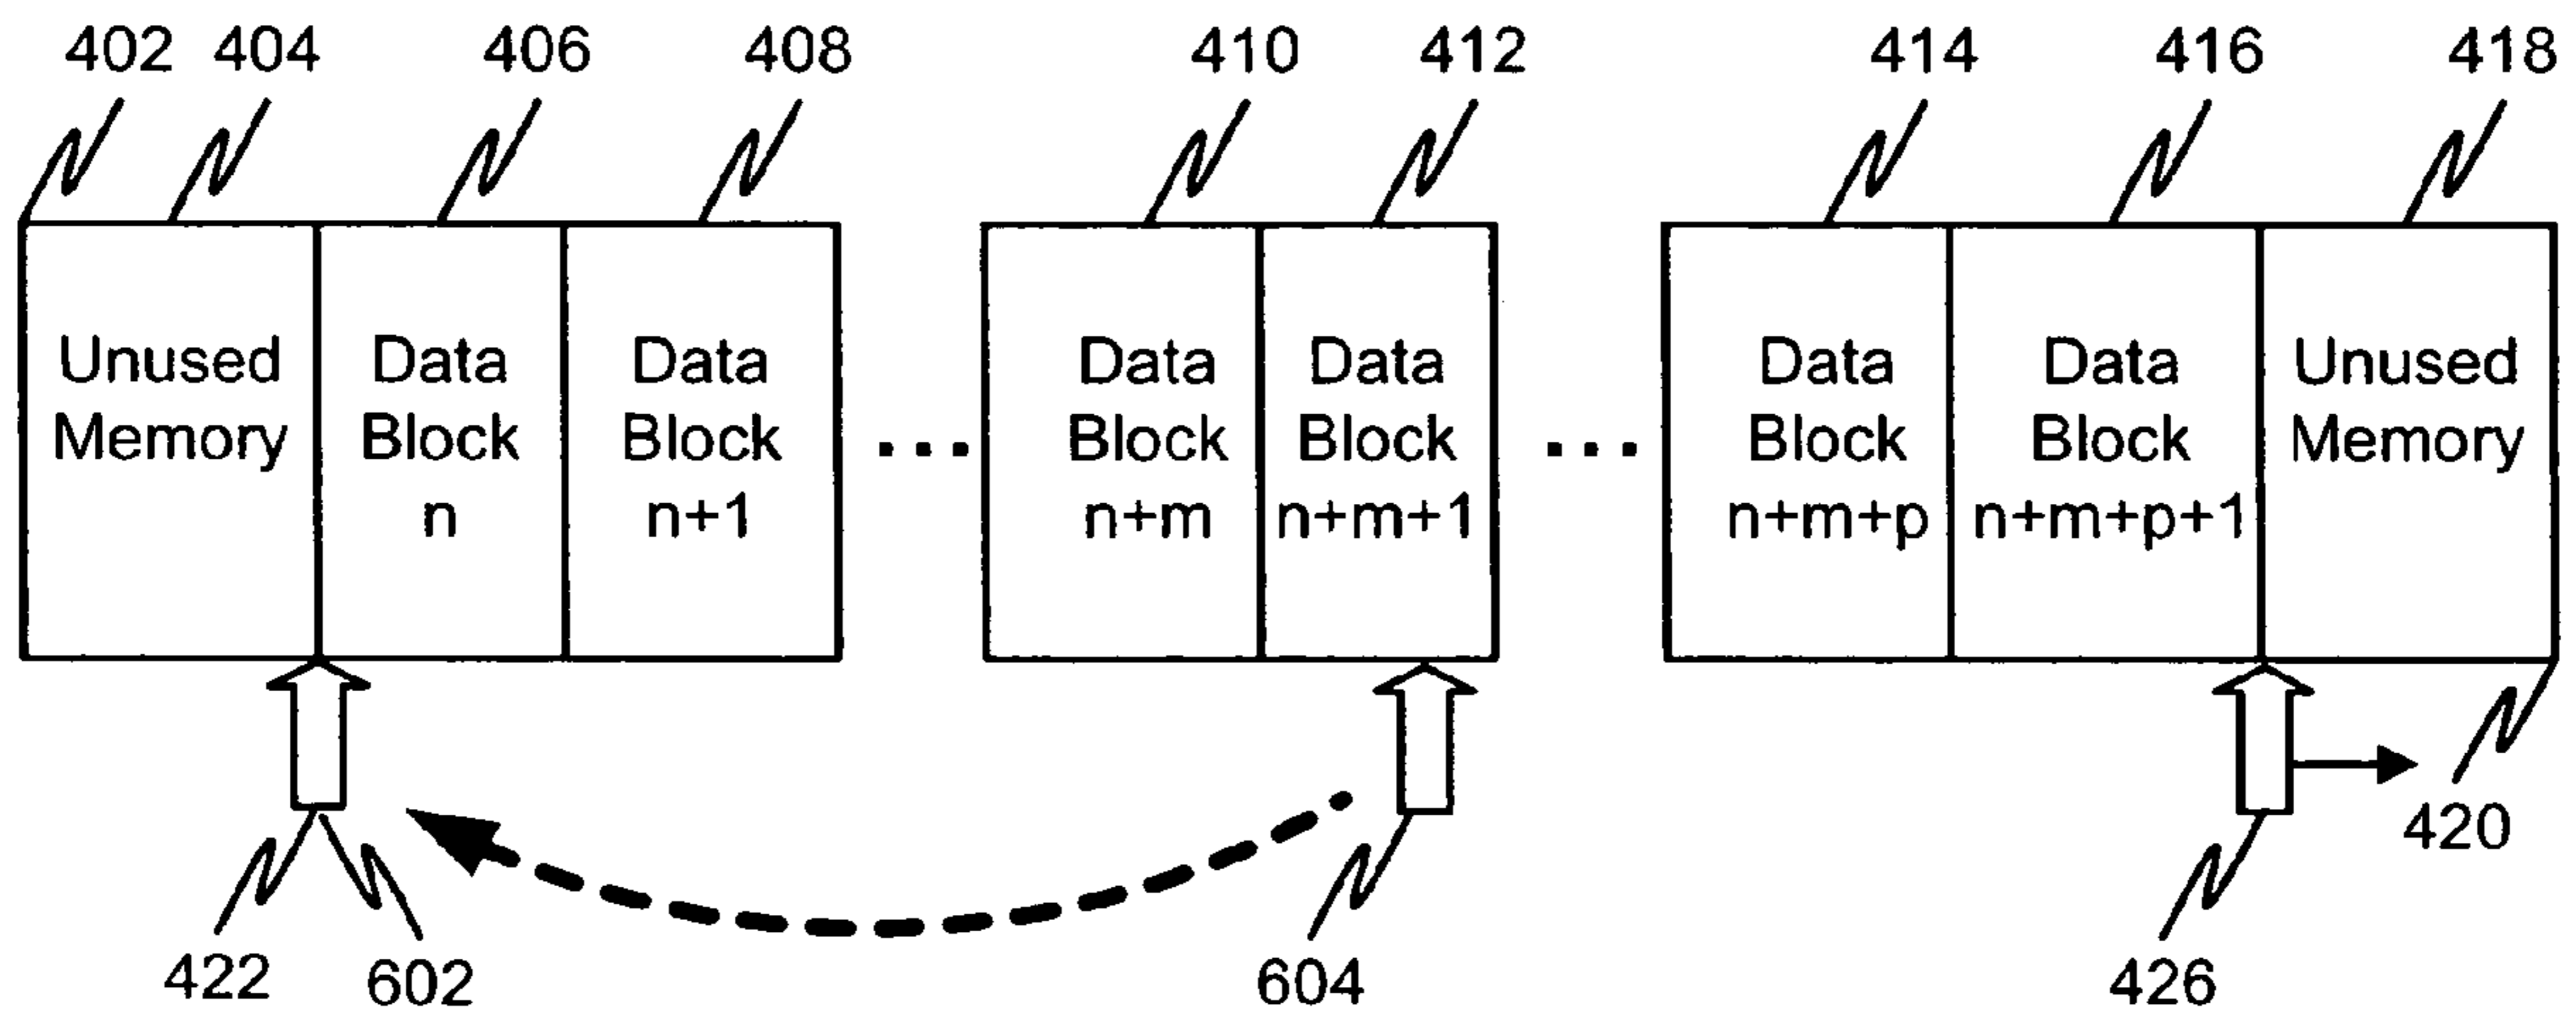 402 404 406 408 410 412 414 416 418
Unused Memory
Data Block n
Data Block n+1
...
Data Block n+m
Data Block n+m+1
...
Data Block n+m+p
Data Block n+m+p+1
Unused Memory
420
422 602 604 426